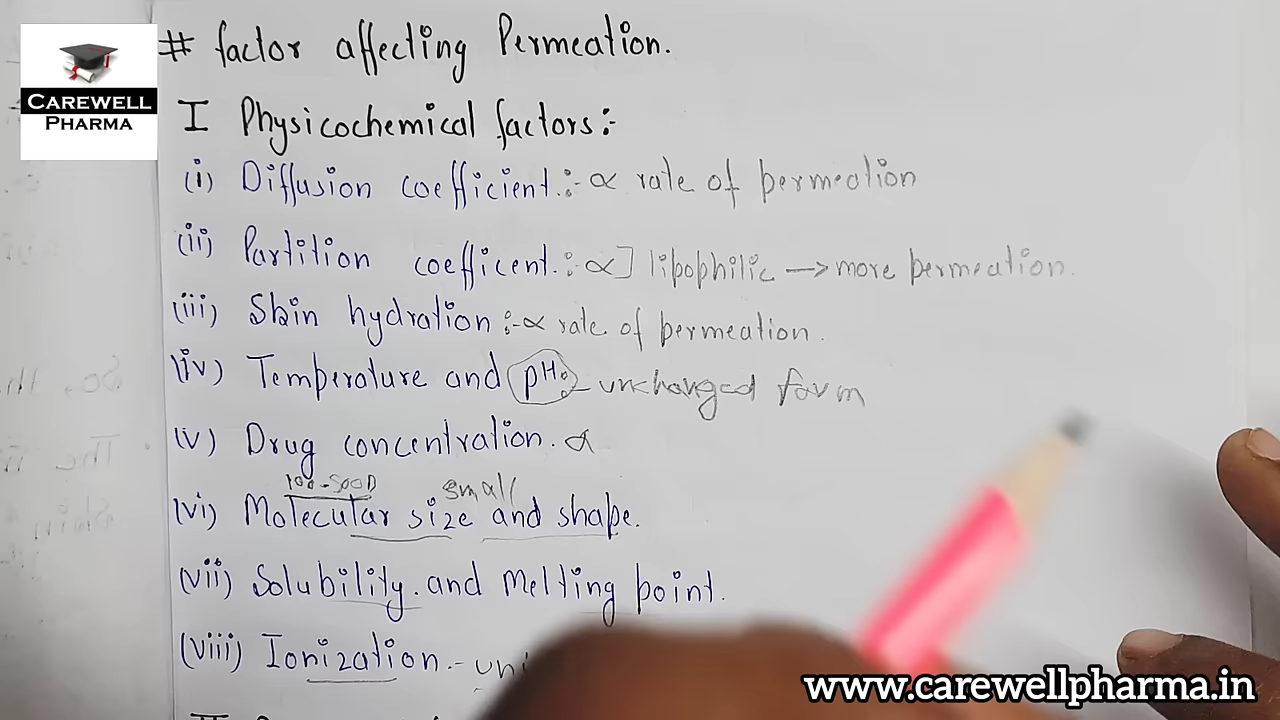 CAREWELL
PHARMA
# factor affecting Permeation.
I Physicochemical factors:-
(i) Diffusion coefficient :- ∝ rate of permeation
(ii) Partition coefficent :- ∝] lipophilic → more permeation.
(iii) Skin hydration :- ∝ rate of permeation.
(iv) Temperature and pH :- unchanged form
(v) Drug concentration. ∝
100-500D small
(vi) Molecular size and shape.
(vii) Solubility. and Melting point.
(viii) Ionization. -
II
www.carewellpharma.in